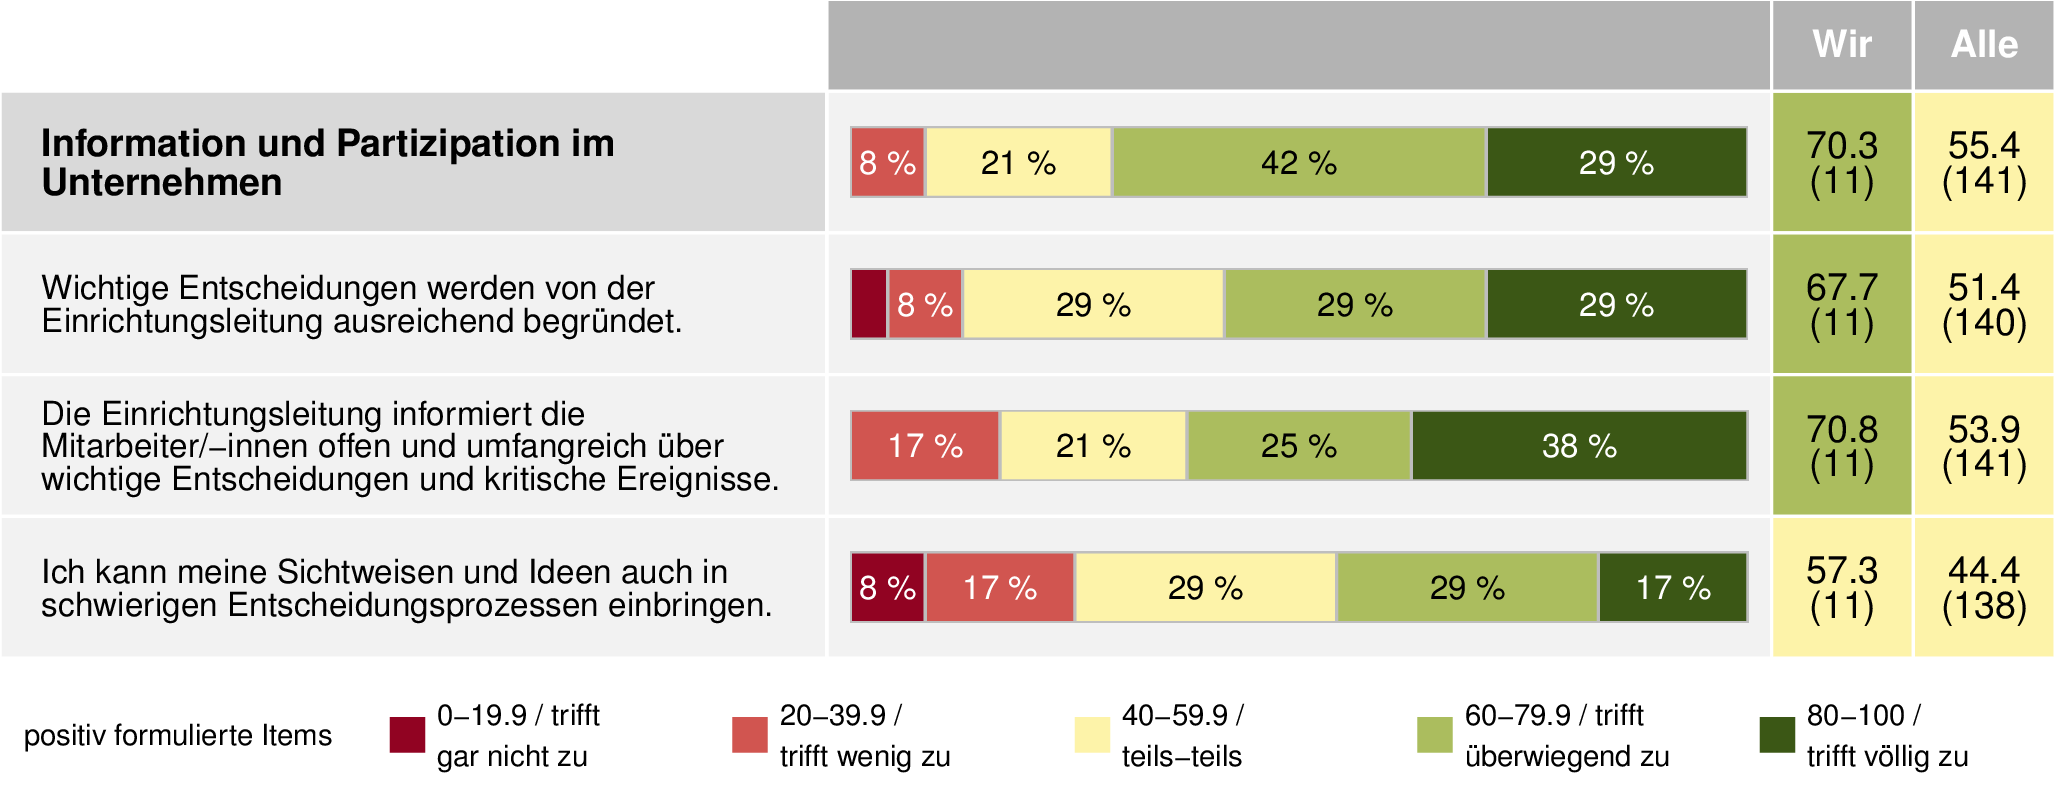 Wir
Alle
Information und Partizipation im
Unternehmen
8 %
21 %
42 %
29 %
70.3
(11)
55.4
(141)
Wichtige Entscheidungen werden von der
Einrichtungsleitung ausreichend begründet.
8 %
29 %
29 %
29 %
67.7
(11)
51.4
(140)
Die Einrichtungsleitung informiert die
Mitarbeiter/−innen offen und umfangreich über
wichtige Entscheidungen und kritische Ereignisse.
17 %
21 %
25 %
38 %
70.8
(11)
53.9
(141)
Ich kann meine Sichtweisen und Ideen auch in
schwierigen Entscheidungsprozessen einbringen.
8 %
17 %
29 %
29 %
17 %
57.3
(11)
44.4
(138)
positiv formulierte Items
0−19.9 / trifft
gar nicht zu
20−39.9 /
trifft wenig zu
40−59.9 /
teils−teils
60−79.9 / trifft
überwiegend zu
80−100 /
trifft völlig zu